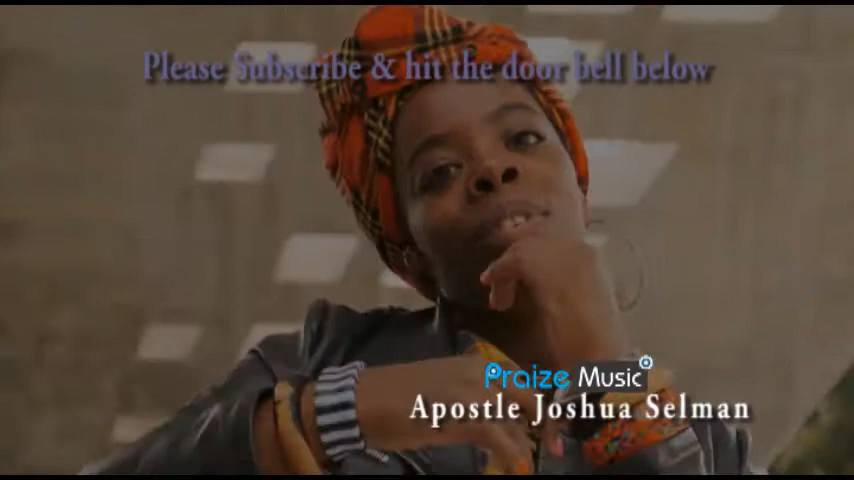 Please Subscribe & hit the door bell below
Praize Music
Apostle Joshua Selman